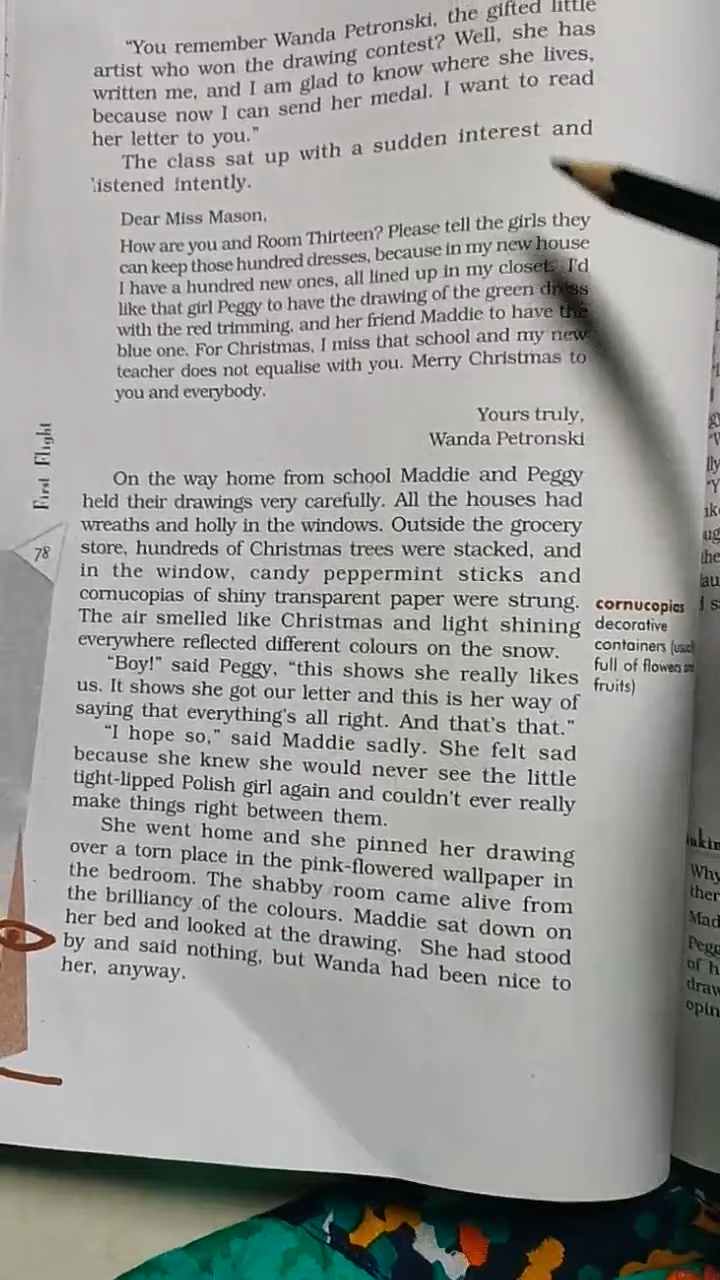 "You remember Wanda Petronski, the gifted little
artist who won the drawing contest? Well, she has
written me, and I am glad to know where she lives,
because now I can send her medal. I want to read
her letter to you."
The class sat up with a sudden interest and
listened intently.
Dear Miss Mason,
How are you and Room Thirteen? Please tell the girls they
can keep those hundred dresses, because in my new house
I have a hundred new ones, all lined up in my closet. I'd
like that girl Peggy to have the drawing of the green dress
with the red trimming, and her friend Maddie to have the
blue one. For Christmas, I miss that school and my new
teacher does not equalise with you. Merry Christmas to
you and everybody.
Yours truly,
Wanda Petronski
On the way home from school Maddie and Peggy
held their drawings very carefully. All the houses had
wreaths and holly in the windows. Outside the grocery
store, hundreds of Christmas trees were stacked, and
in the window, candy peppermint sticks and
cornucopias of shiny transparent paper were strung.
The air smelled like Christmas and light shining
everywhere reflected different colours on the snow.
"Boy!" said Peggy, "this shows she really likes
us. It shows she got our letter and this is her way of
saying that everything's all right. And that's that."
"I hope so," said Maddie sadly. She felt sad
because she knew she would never see the little
tight-lipped Polish girl again and couldn't ever really
make things right between them.
She went home and she pinned her drawing
over a torn place in the pink-flowered wallpaper in
the bedroom. The shabby room came alive from
the brilliancy of the colours. Maddie sat down on
her bed and looked at the drawing. She had stood
by and said nothing, but Wanda had been nice to
her, anyway.
cornucopias
decorative
containers (usually
full of flowers and
fruits)
First Flight
78
Why
Mad
Pegg
of h
draw
opin